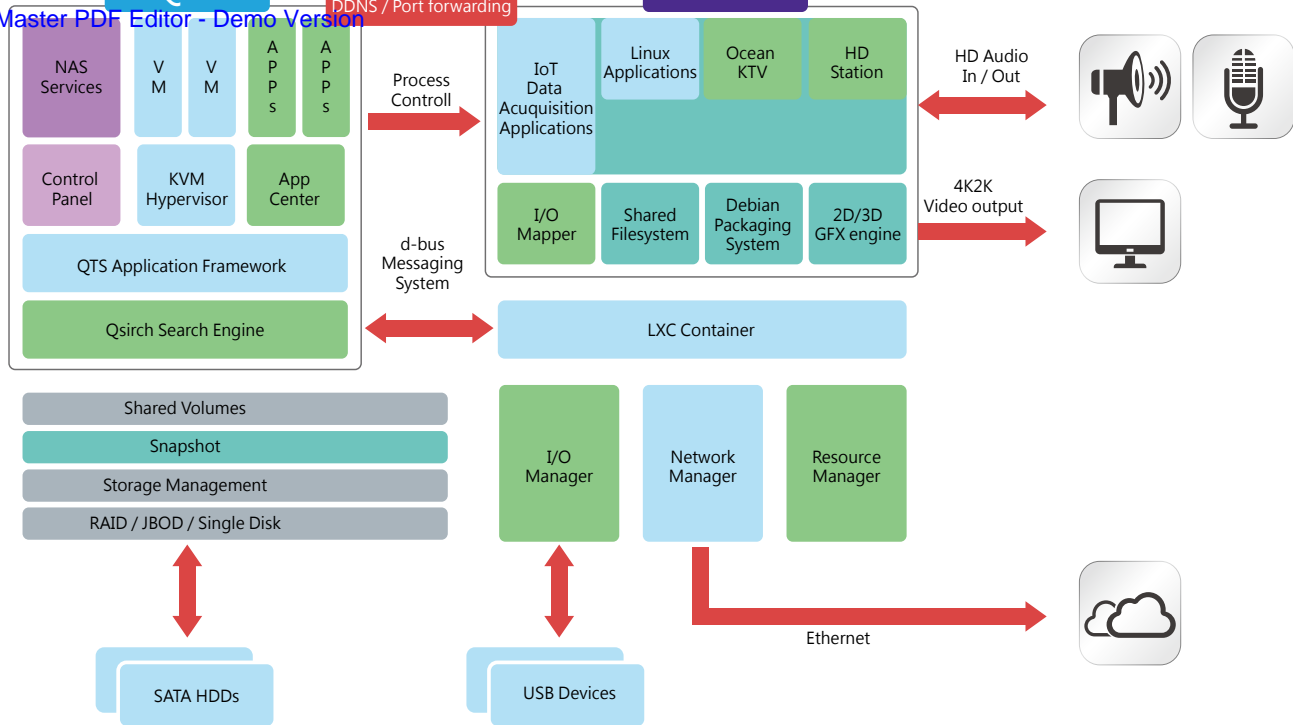 Master PDF Editor - Demo Version
DDNS / Port forwarding
NAS
Services
V
M
V
M
A
P
P
s
A
P
P
s
Process
Controll
IoT
Data
Acuquisition
Applications
Linux
Applications
Ocean
KTV
HD
Station
HD Audio
In / Out
Control
Panel
KVM
Hypervisor
App
Center
I/O
Mapper
Shared
Filesystem
Debian
Packaging
System
2D/3D
GFX engine
4K2K
Video output
QTS Application Framework
d-bus
Messaging
System
Qsirch Search Engine
LXC Container
Shared Volumes
Snapshot
Storage Management
RAID / JBOD / Single Disk
I/O
Manager
Network
Manager
Resource
Manager
Ethernet
SATA HDDs
USB Devices